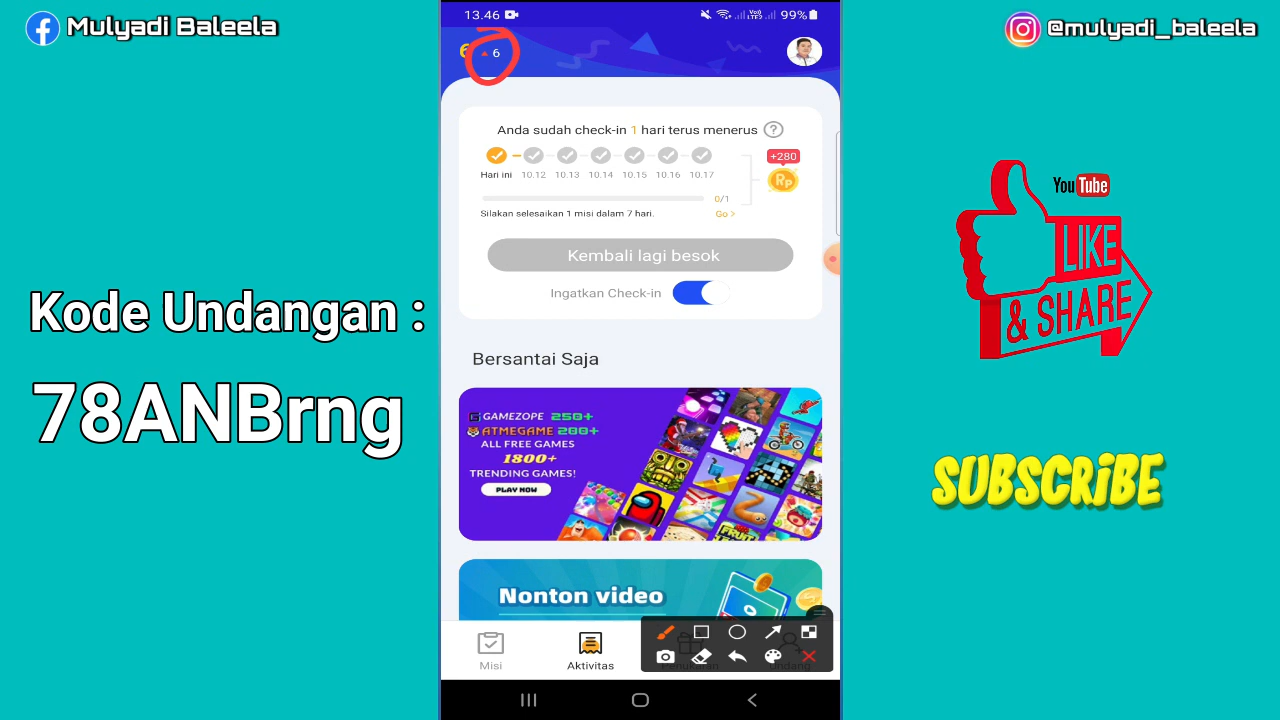 Mulyadi Baleela
@mulyadi_baleela
Kode Undangan :
78ANBrng
13.46
99%
6
Anda sudah check-in 1 hari terus menerus ?
+280
Rp
Hari ini 10.12 10.13 10.14 10.15 10.16 10.17
0/1
Silakan selesaikan 1 misi dalam 7 hari.
Go >
Kembali lagi besok
Ingatkan Check-in
Bersantai Saja
GAMEZOPE 250+
ATMEGAME 200+
ALL FREE GAMES
1800+
TRENDING GAMES!
PLAY NOW
Nonton video
Misi
Aktivitas
YouTube
LIKE
& SHARE
SUBSCRIBE